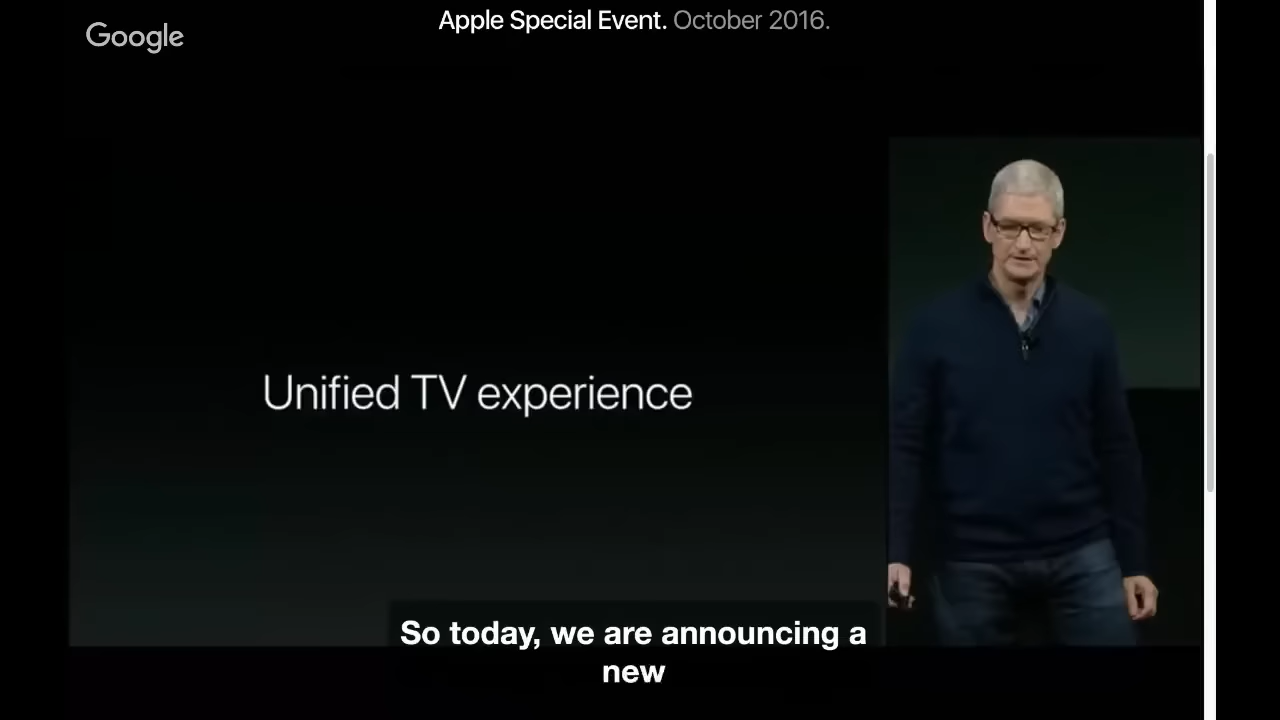 Google
Apple Special Event. October 2016.
Unified TV experience
So today, we are announcing a
new